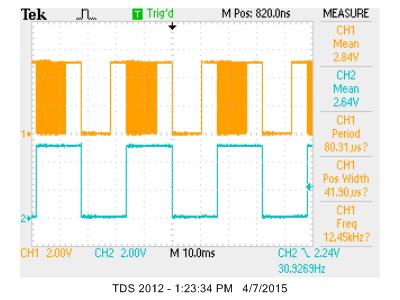 Tek T Trig'd M Pos: 820.0ns MEASURE
CH1
Mean
2.84V
CH2
Mean
2.64V
CH1
Period
80.31µs?
CH1
Pos Width
41.90µs?
CH1
Freq
12.45kHz?
1
2
CH1 2.00V CH2 2.00V M 10.0ms CH2 2.24V
30.9269Hz
TDS 2012 - 1:23:34 PM 4/7/2015